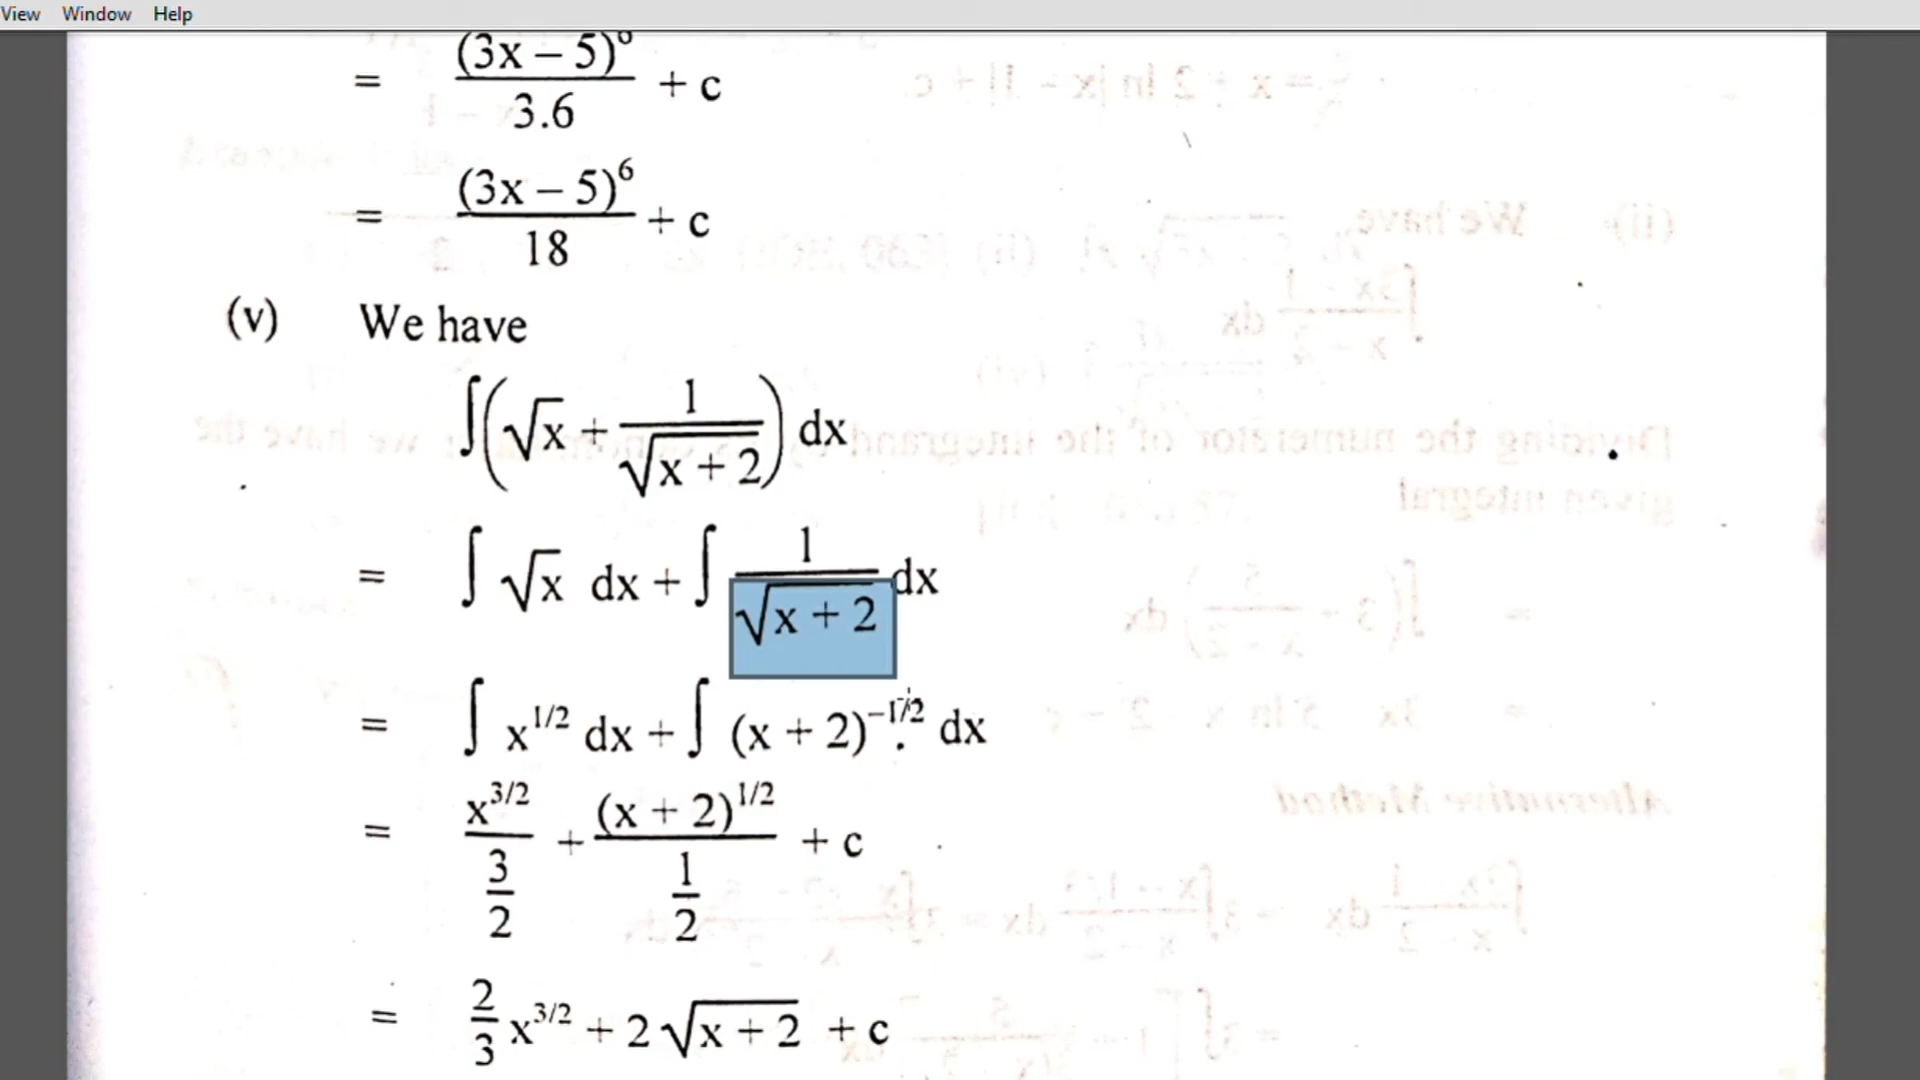 View Window Help
= (3x – 5)⁶ / 3.6 + c
= (3x – 5)⁶ / 18 + c
(v) We have
∫(√x + 1/√(x + 2)) dx
= ∫ √x dx + ∫ 1/√(x + 2) dx
= ∫ x^1/2 dx + ∫ (x + 2)^–1/2 dx
= x^3/2 / (3/2) + (x + 2)^1/2 / (1/2) + c
= 2/3 x^3/2 + 2 √(x + 2) + c